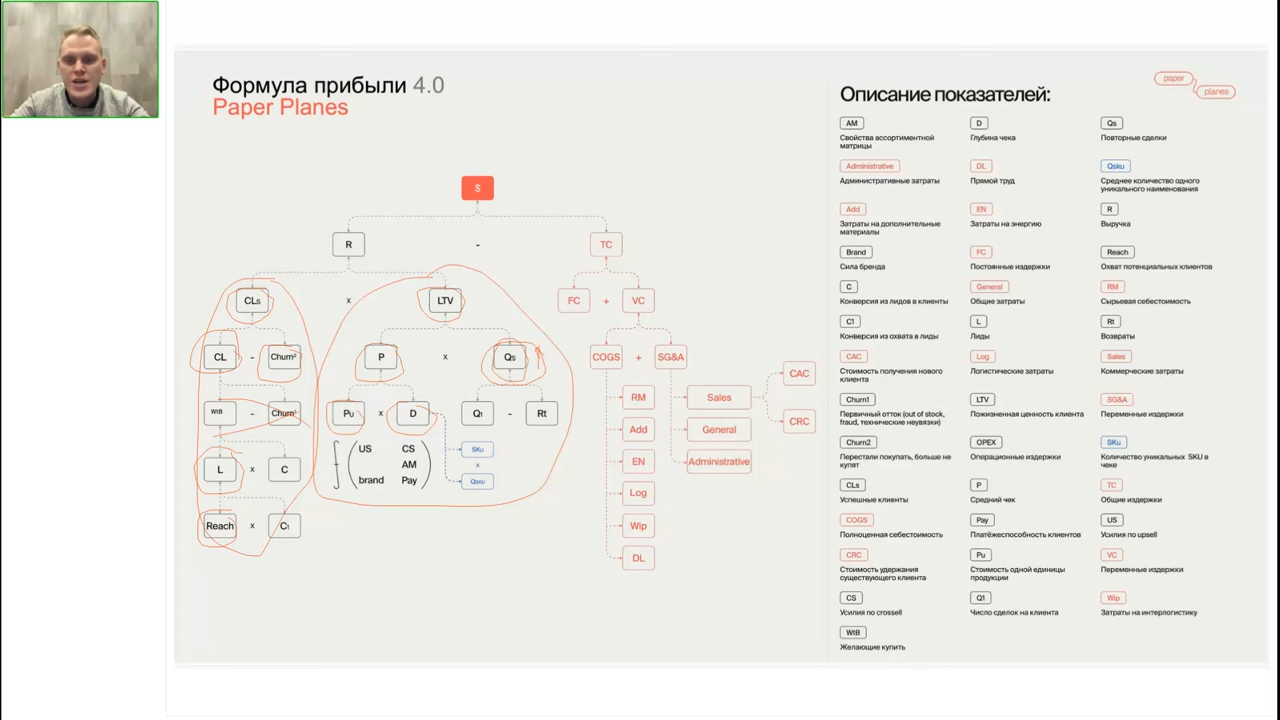 Формула прибыли 4.0
Paper Planes
$
R
-
TC
CLs
x
LTV
FC
+
VC
CL
-
Churn²
P
x
Qs
COGS
+
SG&A
WtB
-
Churn¹
Pu
x
D
Q1
-
Rt
L
x
C
Reach
x
C1
US
CS
AM
brand
Pay
SKu
x
Qsku
RM
Add
EN
Log
Wip
DL
Sales
General
Administrative
CAC
CRC
Описание показателей:
paper
planes
AM
Свойства ассортиментной
матрицы
Administrative
Административные затраты
Add
Затраты на дополнительные
материалы
Brand
Сила бренда
C
Конверсия из лидов в клиенты
C1
Конверсия из охвата в лиды
CAC
Стоимость получения нового
клиента
Churn1
Первичный отток (out of stock,
fraud, технические неувязки)
Churn2
Перестали покупать, больше не
купят
CLs
Успешные клиенты
COGS
Полноценная себестоимость
CRC
Стоимость удержания
существующего клиента
CS
Усилия по crossell
WtB
Желающие купить
D
Глубина чека
DL
Прямой труд
EN
Затраты на энергию
FC
Постоянные издержки
General
Общие затраты
L
Лиды
Log
Логистические затраты
LTV
Пожизненная ценность клиента
OPEX
Операционные издержки
P
Средний чек
Pay
Платёжеспособность клиентов
Pu
Стоимость одной единицы
продукции
Q1
Число сделок на клиента
Qs
Повторные сделки
Qsku
Среднее количество одного
уникального наименования
R
Выручка
Reach
Охват потенциальных клиентов
RM
Сырьевая себестоимость
Rt
Возвраты
Sales
Коммерческие затраты
SG&A
Переменные издержки
SKu
Количество уникальных SKU в
чеке
TC
Общие издержки
US
Усилия по upsell
VC
Переменные издержки
Wip
Затраты на интерлогистику